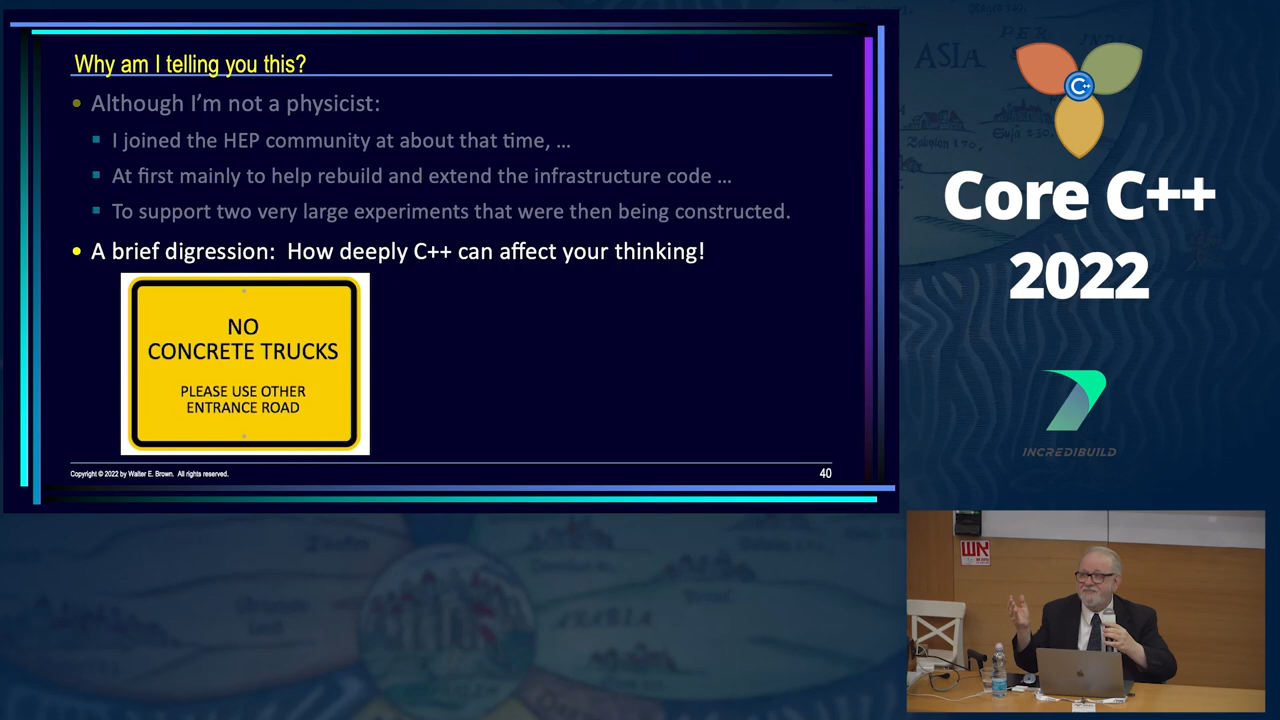 Why am I telling you this?
• Although I’m not a physicist:
▪ I joined the HEP community at about that time, …
▪ At first mainly to help rebuild and extend the infrastructure code …
▪ To support two very large experiments that were then being constructed.
• A brief digression: How deeply C++ can affect your thinking!
NO
CONCRETE TRUCKS
PLEASE USE OTHER
ENTRANCE ROAD
Copyright © 2022 by Walter E. Brown. All rights reserved.
40
ASIA
C++
Core C++
2022
INCREDIBUILD
אש
ARABIA